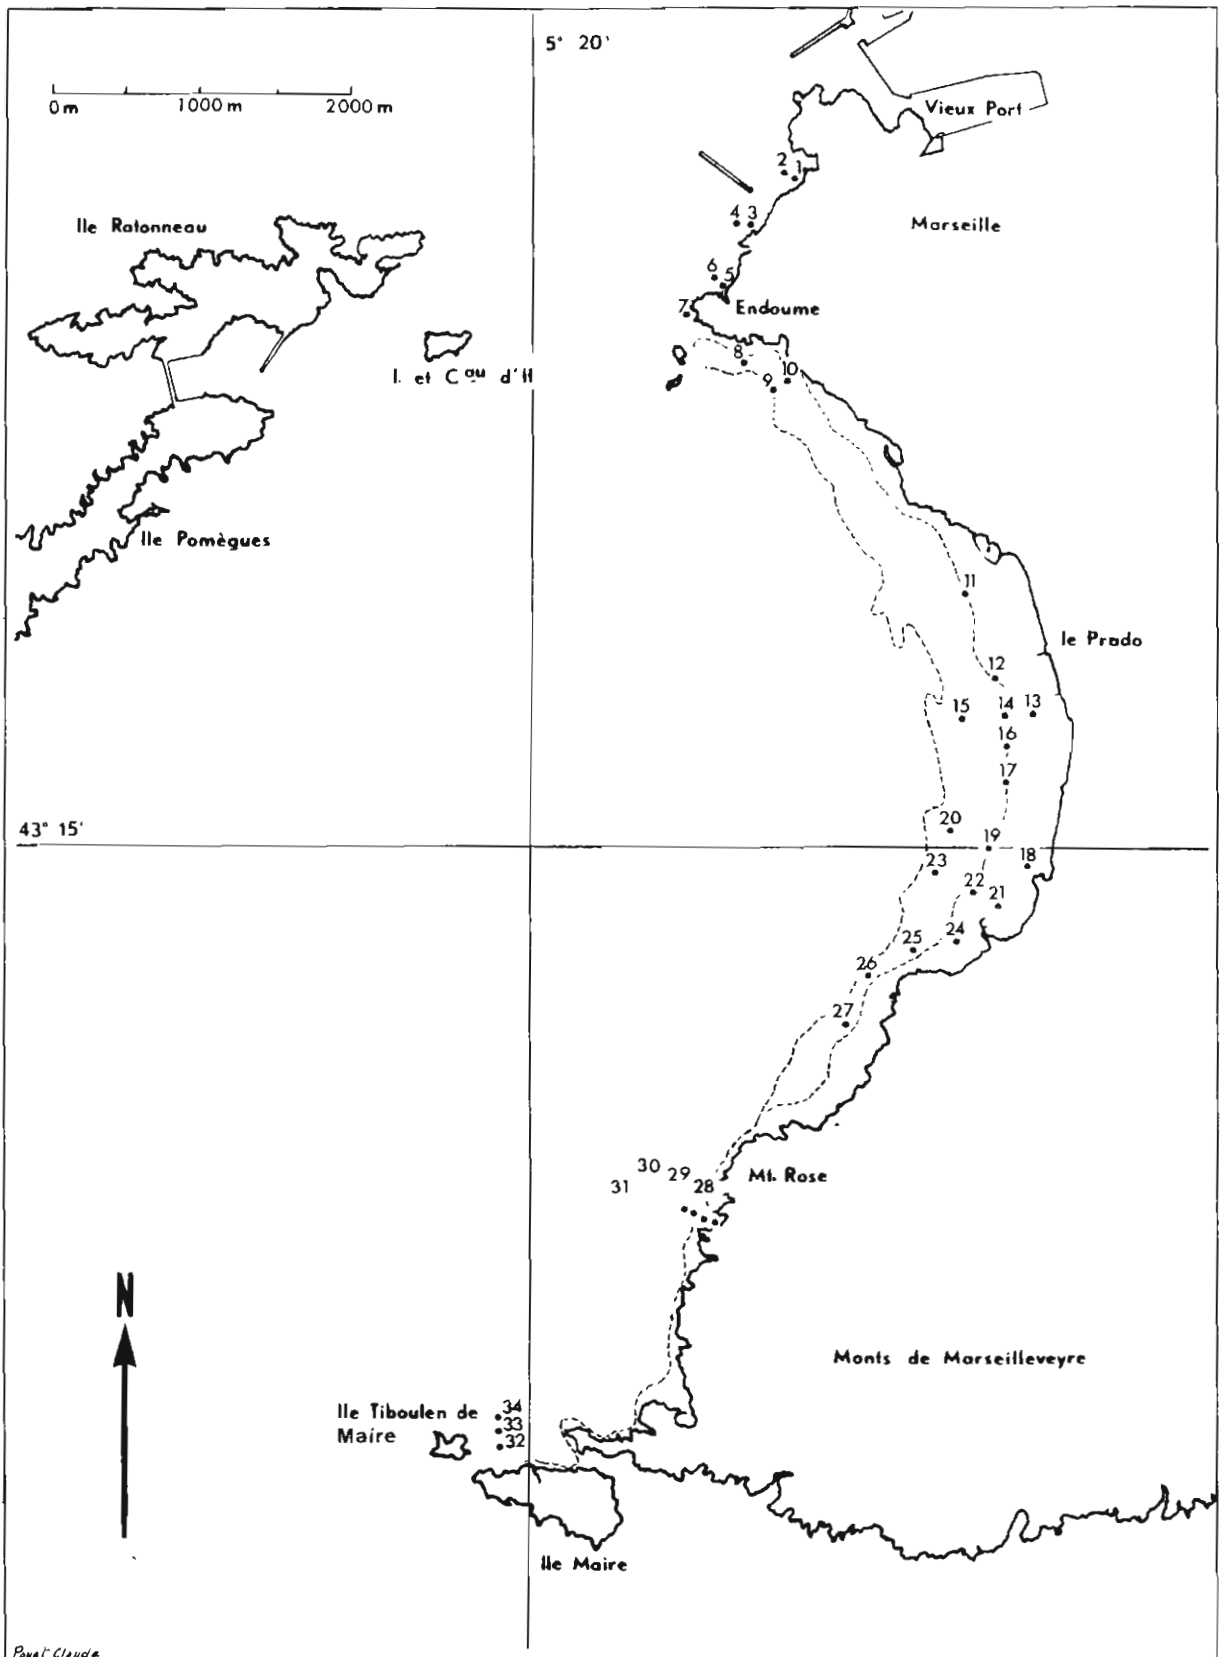 5° 20'
0m 1000m 2000m
Vieux Port
2 1
Ile Ratonneau
4 3
Marseille
6 5
7
Endoume
8
I. et Cau d'If
9 10
Ile Pomègues
11
le Prado
12
15 14 13
16
17
43° 15'
20
19
18
23
22 21
24
25
26
27
30 29
31 28
Mt. Rose
N
Monts de Marseilleveyre
Ile Tiboulen de
Maire
34
33
32
Ile Maire